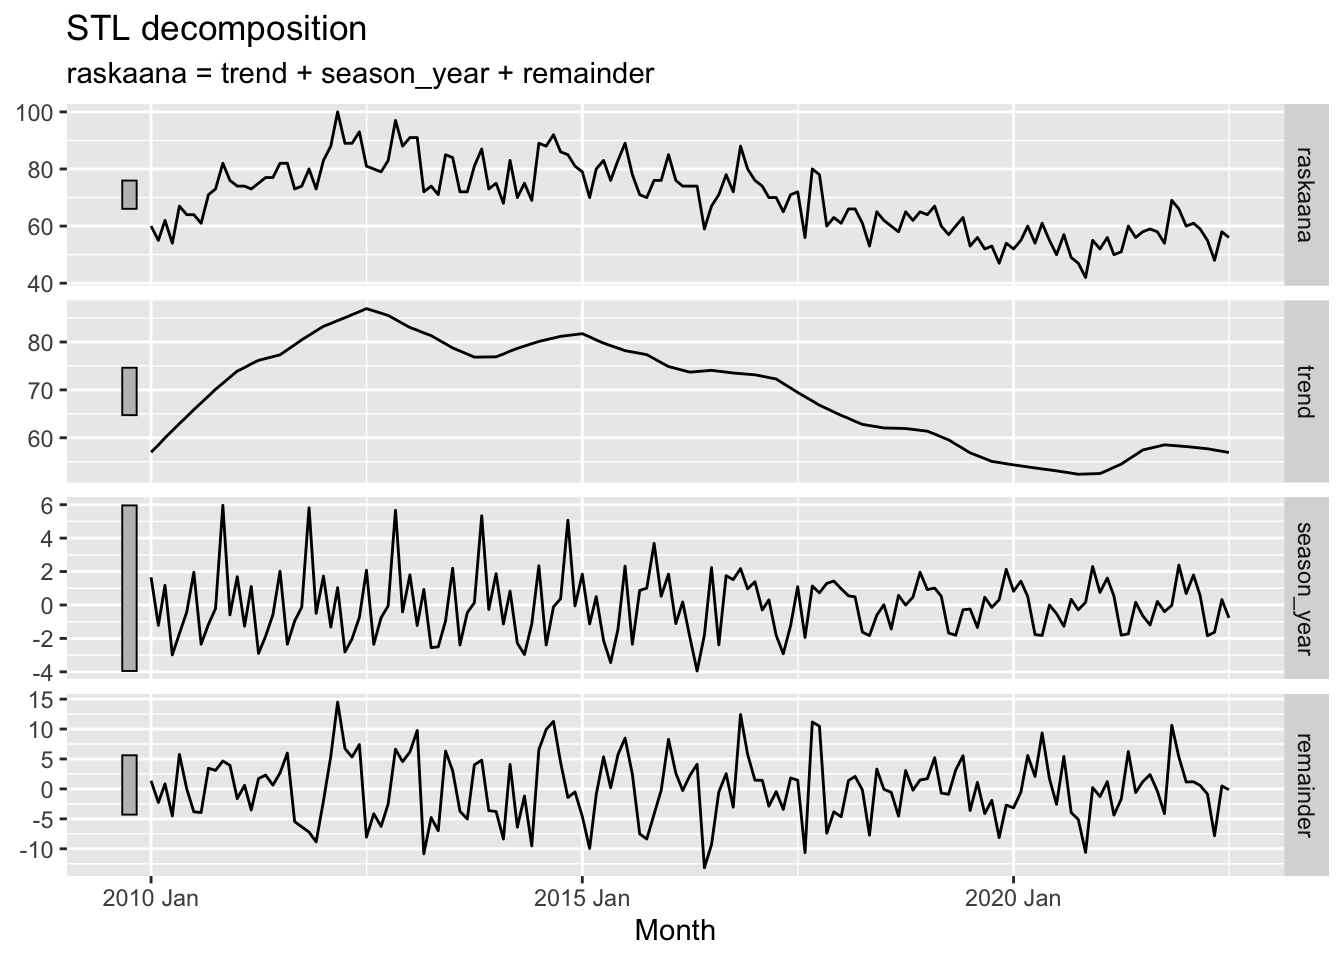 STL decomposition
raskaana = trend + season_year + remainder
100
80
60
40
raskaana
80
70
60
trend
6
4
2
0
-2
-4
season_year
15
10
5
0
-5
-10
remainder
2010 Jan
2015 Jan
2020 Jan
Month